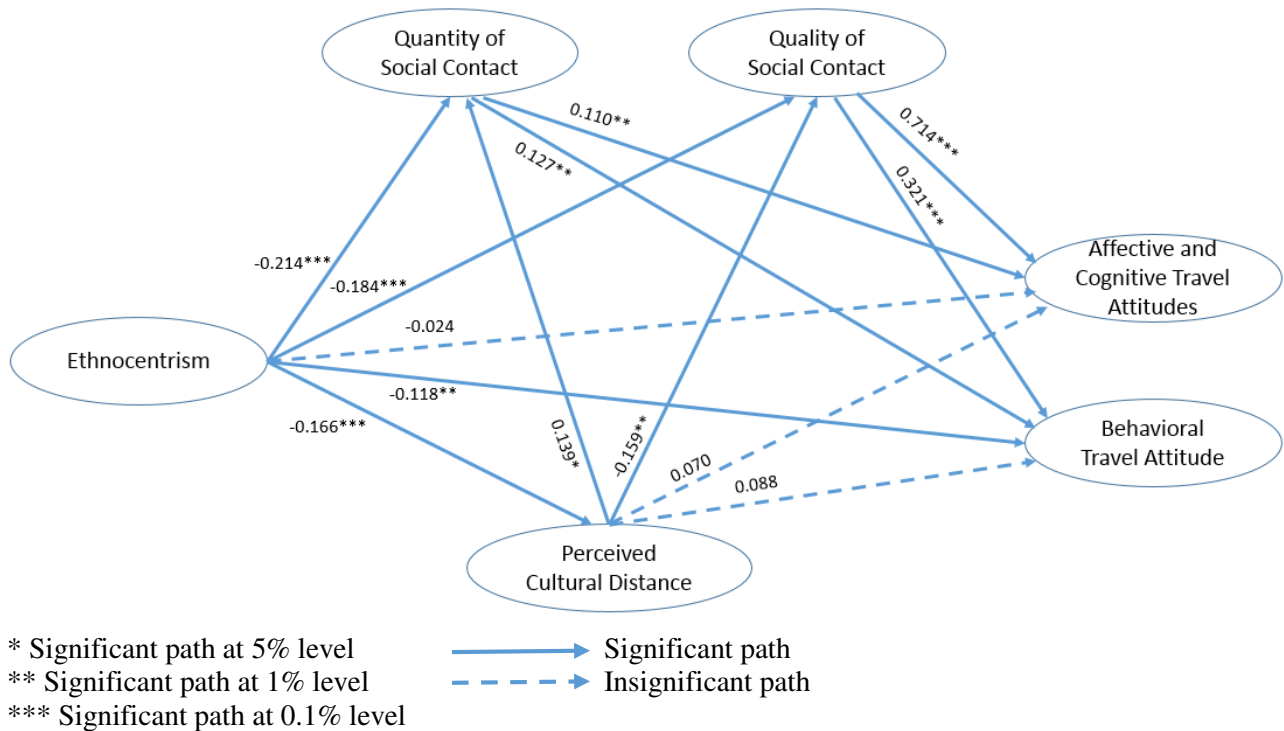 Quantity of
Social Contact
Quality of
Social Contact
0.110**
0.714***
0.127**
0.321***
-0.214***
-0.184***
Affective and
Cognitive Travel
Attitudes
-0.024
Ethnocentrism
-0.118**
-0.166***
0.139*
-0.159**
0.070
0.088
Behavioral
Travel Attitude
Perceived
Cultural Distance
* Significant path at 5% level
Significant path
** Significant path at 1% level
Insignificant path
*** Significant path at 0.1% level